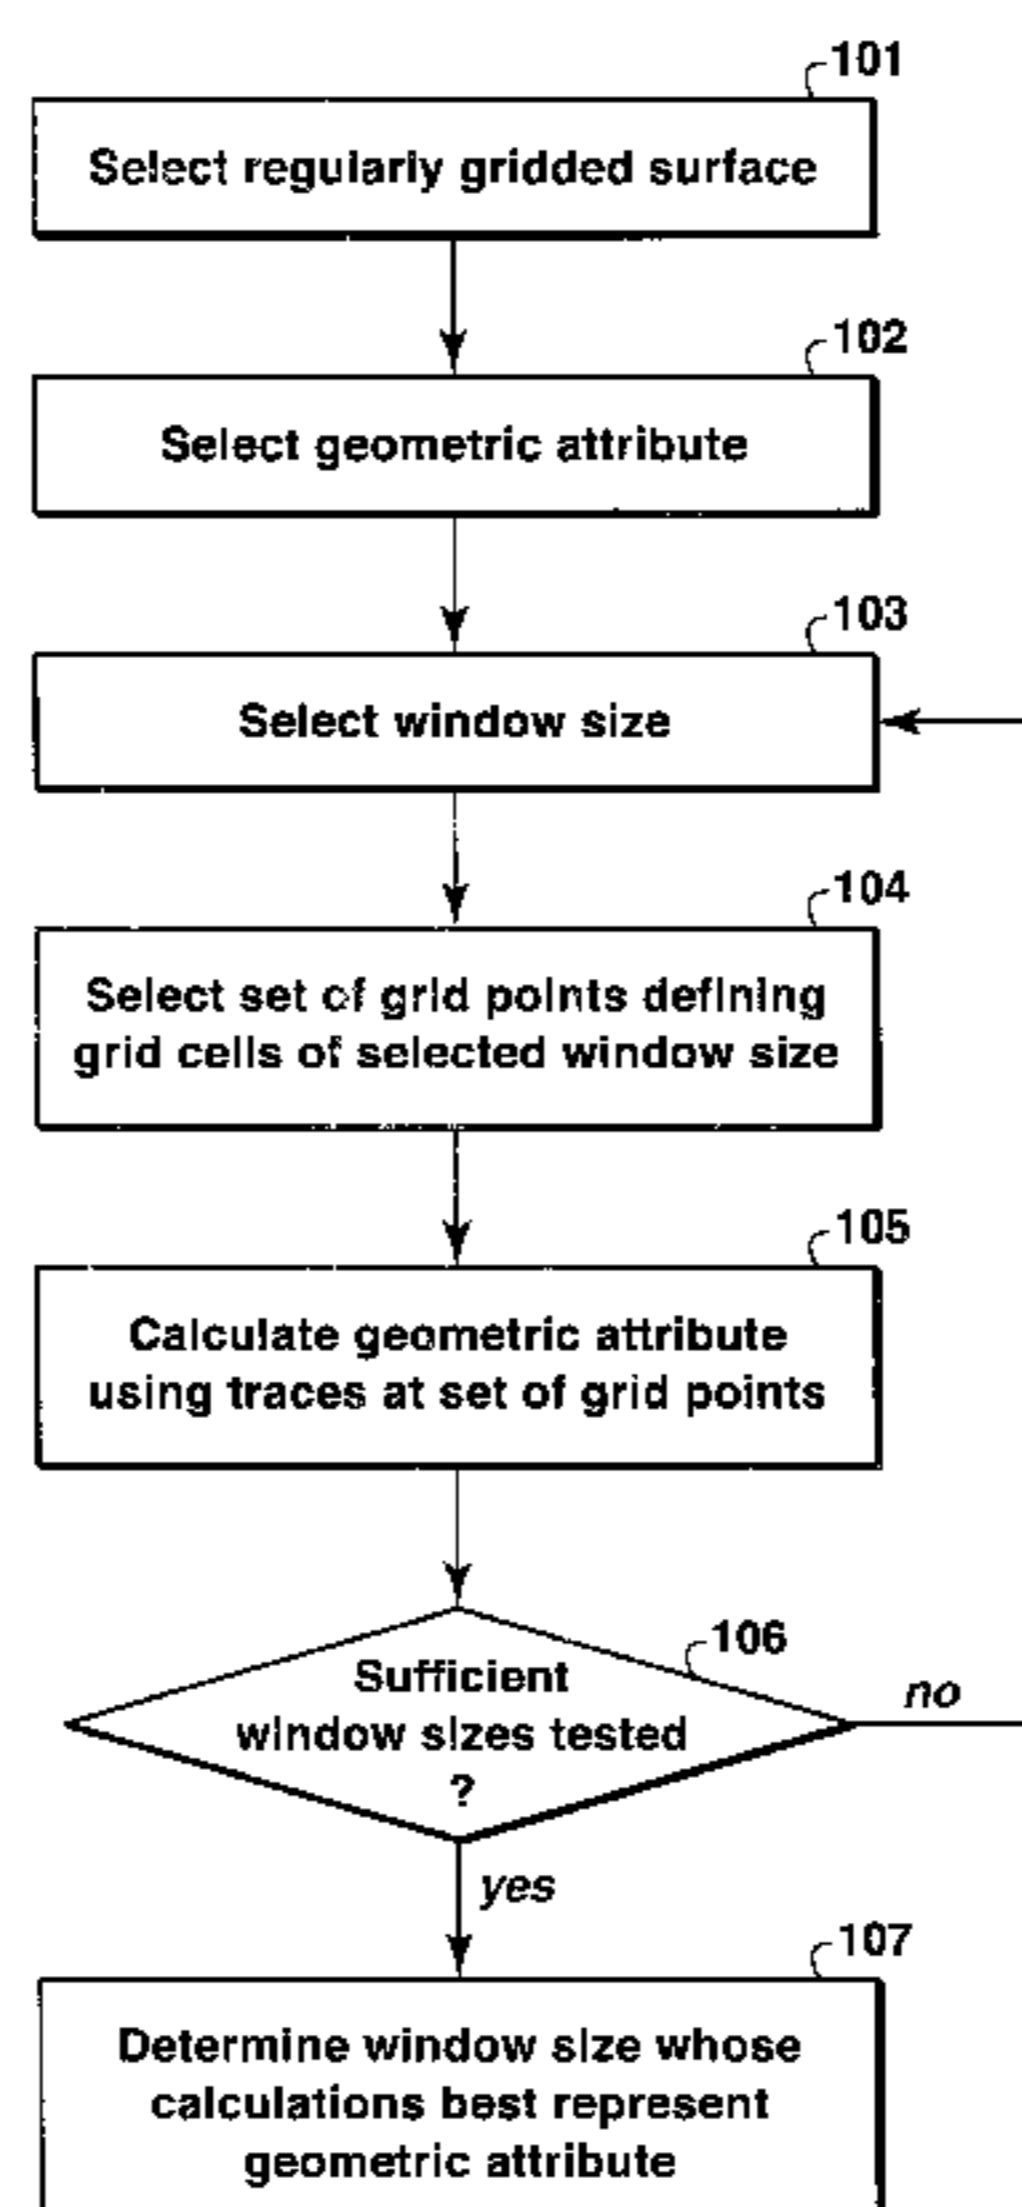 101
Select regularly gridded surface
102
Select geometric attribute
103
Select window size
104
Select set of grid points defining
grid cells of selected window size
105
Calculate geometric attribute
using traces at set of grid points
106
Sufficient
window sizes tested
?
no
yes
107
Determine window size whose
calculations best represent
geometric attribute